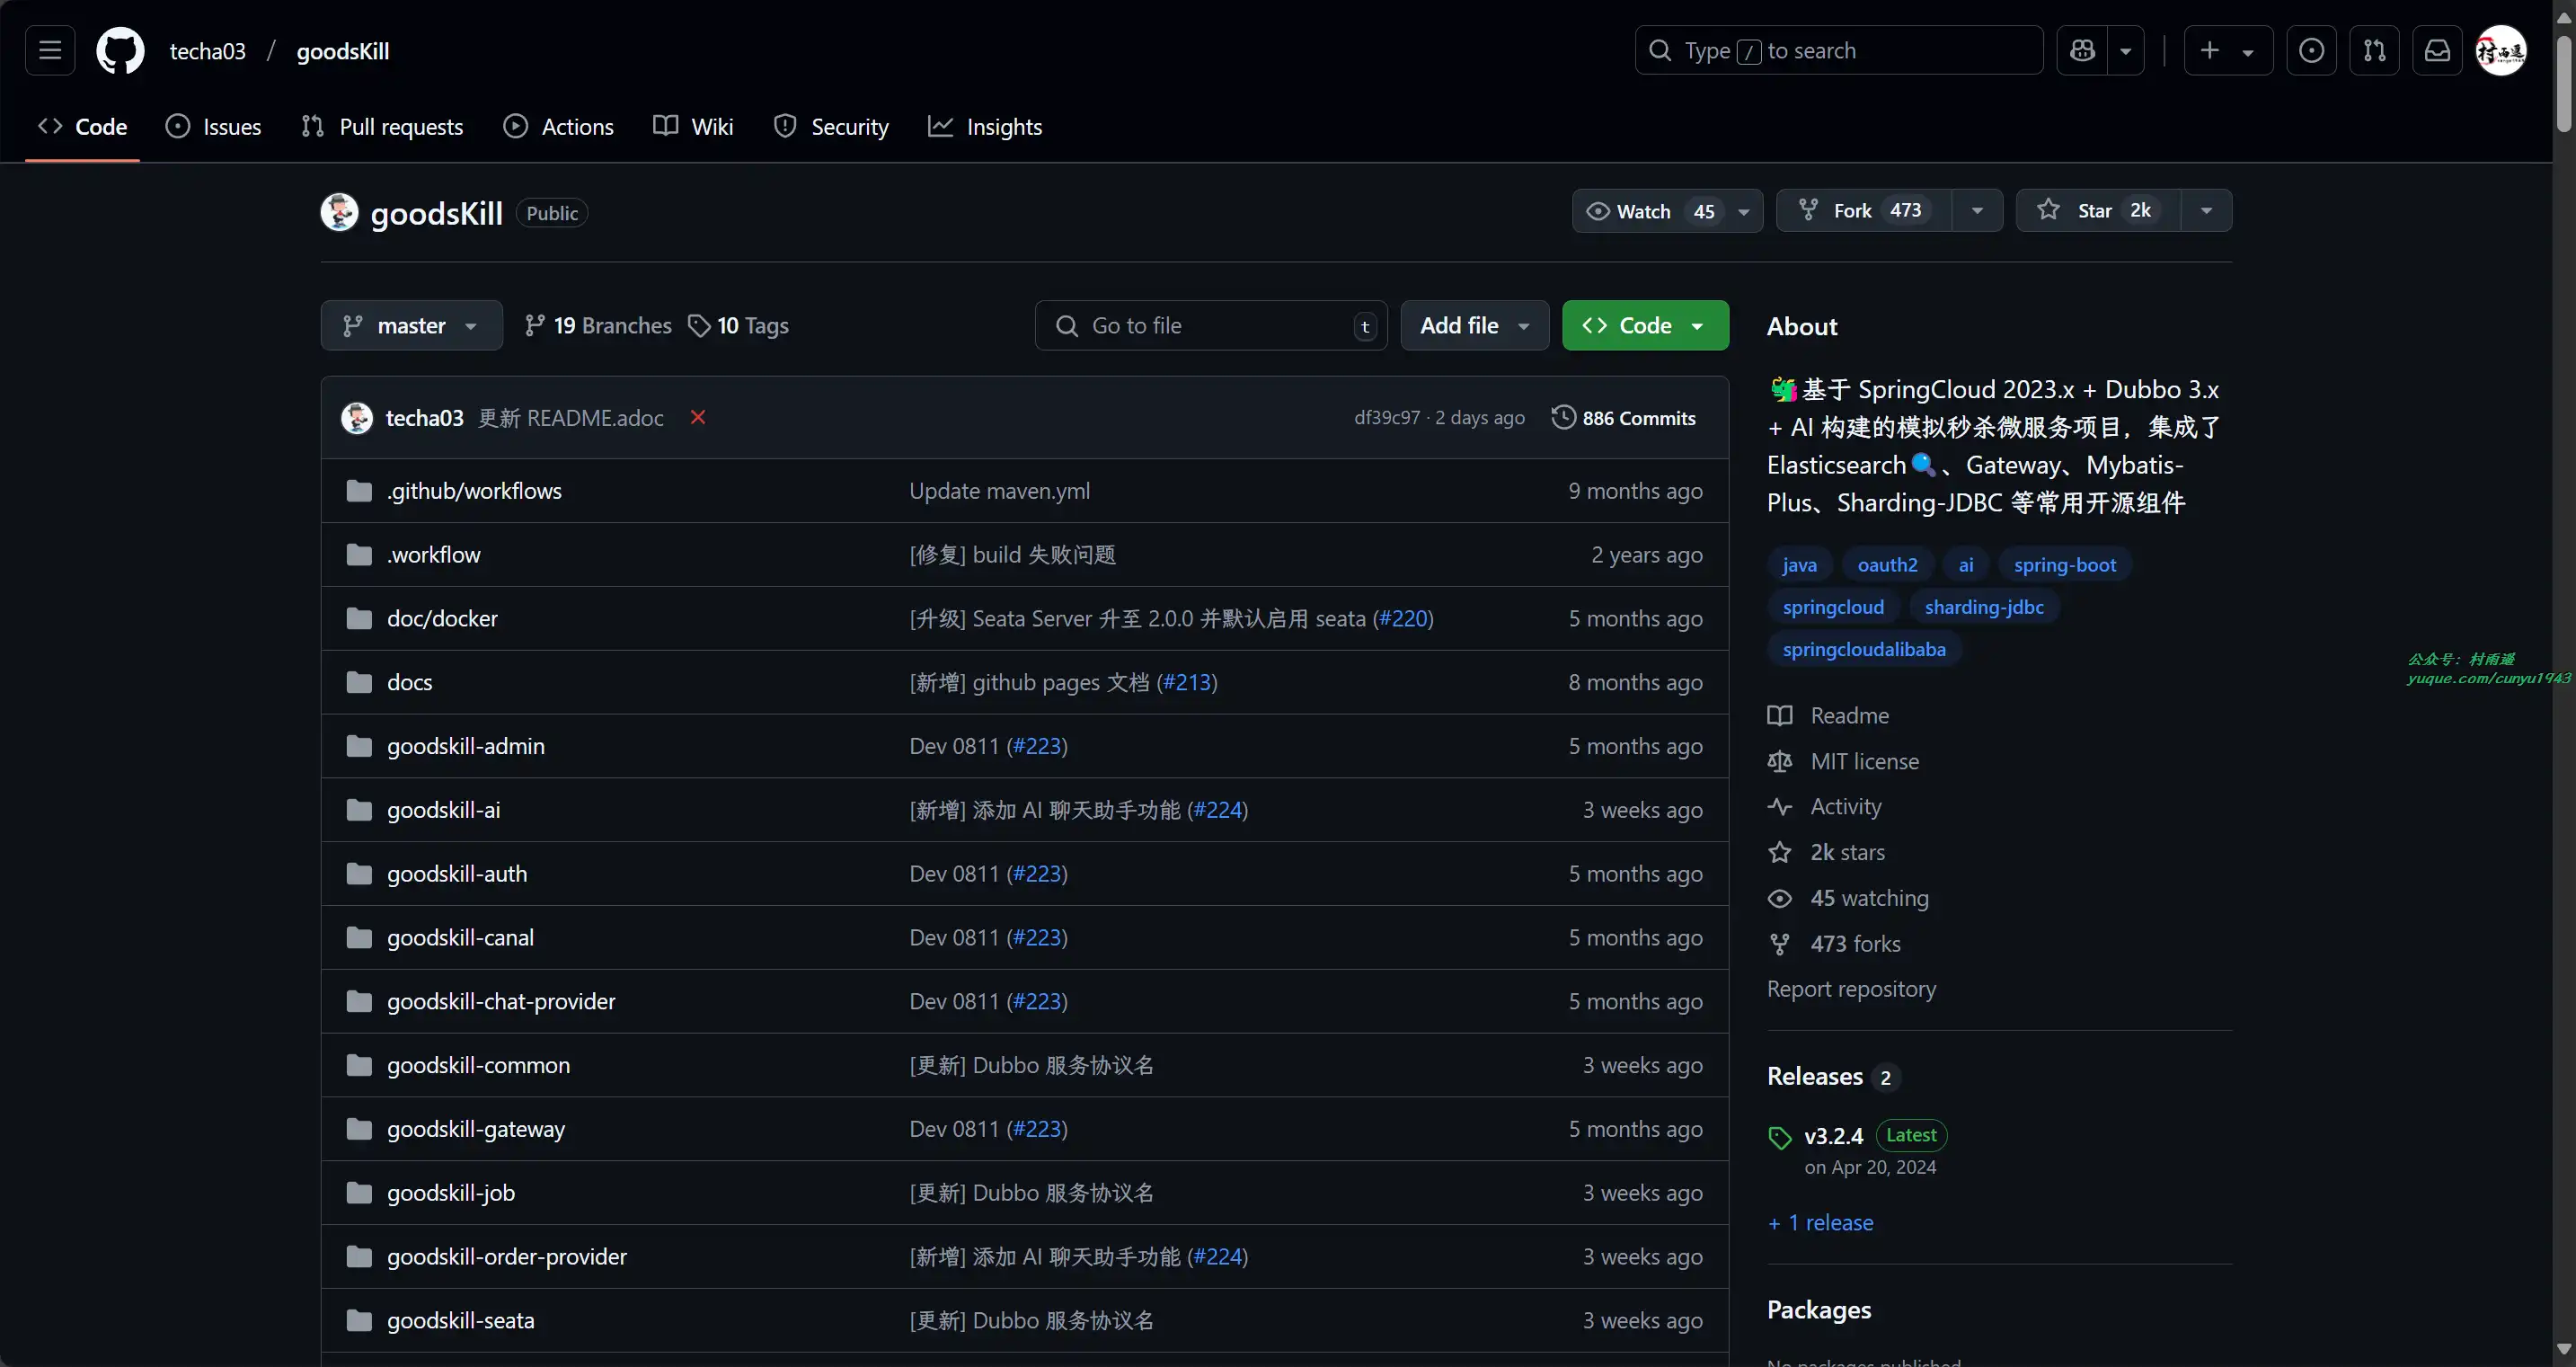 techa03 / goodsKill
Type / to search
Code Issues Pull requests Actions Wiki Security Insights
goodsKill Public
Watch 45 Fork 473 Star 2k
master 19 Branches 10 Tags
Go to file t Add file Code
techa03 更新 README.adoc df39c97 · 2 days ago 886 Commits
.github/workflows Update maven.yml 9 months ago
.workflow [修复] build 失败问题 2 years ago
doc/docker [升级] Seata Server 升至 2.0.0 并默认启用 seata (#220) 5 months ago
docs [新增] github pages 文档 (#213) 8 months ago
goodskill-admin Dev 0811 (#223) 5 months ago
goodskill-ai [新增] 添加 AI 聊天助手功能 (#224) 3 weeks ago
goodskill-auth Dev 0811 (#223) 5 months ago
goodskill-canal Dev 0811 (#223) 5 months ago
goodskill-chat-provider Dev 0811 (#223) 5 months ago
goodskill-common [更新] Dubbo 服务协议名 3 weeks ago
goodskill-gateway Dev 0811 (#223) 5 months ago
goodskill-job [更新] Dubbo 服务协议名 3 weeks ago
goodskill-order-provider [新增] 添加 AI 聊天助手功能 (#224) 3 weeks ago
goodskill-seata [更新] Dubbo 服务协议名 3 weeks ago
About
基于 SpringCloud 2023.x + Dubbo 3.x
+ AI 构建的模拟秒杀微服务项目，集成了
Elasticsearch🔍、Gateway、Mybatis-
Plus、Sharding-JDBC 等常用开源组件
java oauth2 ai spring-boot
springcloud sharding-jdbc
springcloudalibaba
Readme
MIT license
Activity
2k stars
45 watching
473 forks
Report repository
Releases 2
v3.2.4 Latest
on Apr 20, 2024
+ 1 release
Packages
No packages published
公众号：村雨遥
yuque.com/cunyu1943